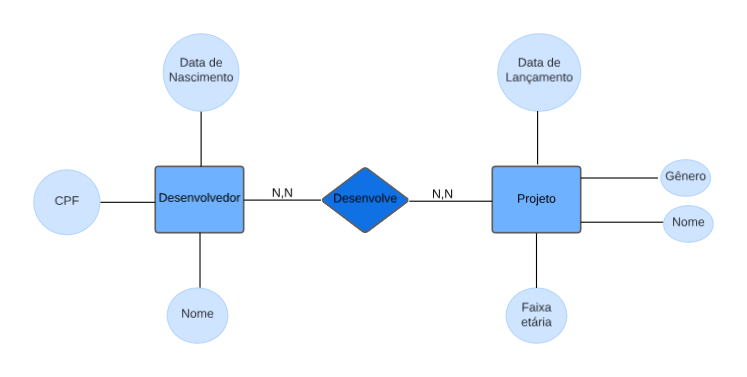 Data de
Nascimento
Data de
Lançamento
CPF
Desenvolvedor
N,N
Desenvolve
N,N
Projeto
Gênero
Nome
Nome
Faixa
etária